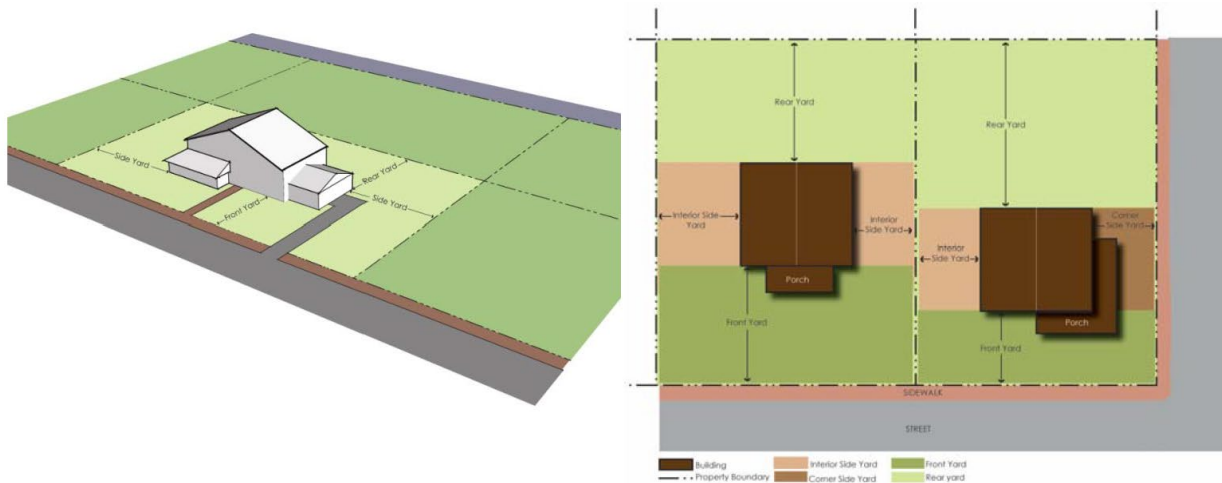 Side Yard
Rear Yard
Side Yard
Front Yard
Rear Yard
Rear Yard
Interior Side
Yard
Interior
Side Yard
Corner
Side Yard
Interior
Side Yard
Porch
Porch
Front Yard
Front Yard
SIDEWALK
STREET
Building
Interior Side Yard
Front Yard
Property Boundary
Corner Side Yard
Rear yard